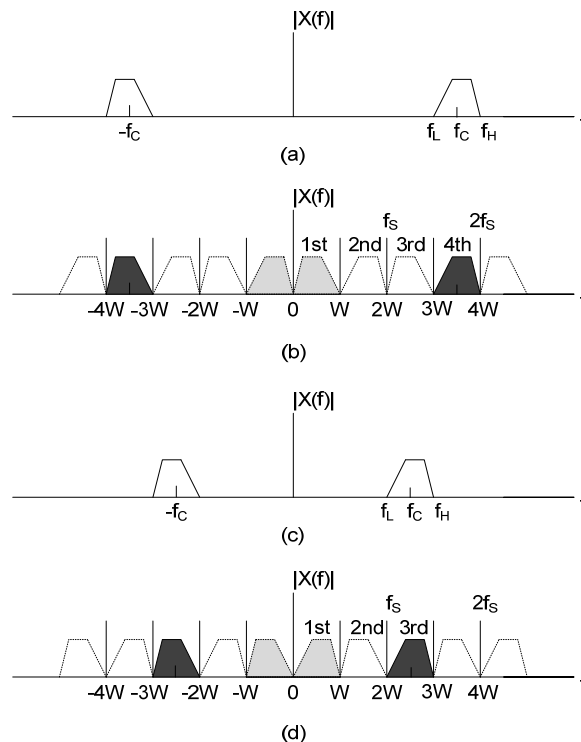 |X(f)|
-fC fL fC fH
(a)
|X(f)|
fS 2fS
1st 2nd 3rd 4th
-4W -3W -2W -W 0 W 2W 3W 4W
(b)
|X(f)|
-fC fL fC fH
(c)
|X(f)|
fS 2fS
1st 2nd 3rd
-4W -3W -2W -W 0 W 2W 3W 4W
(d)